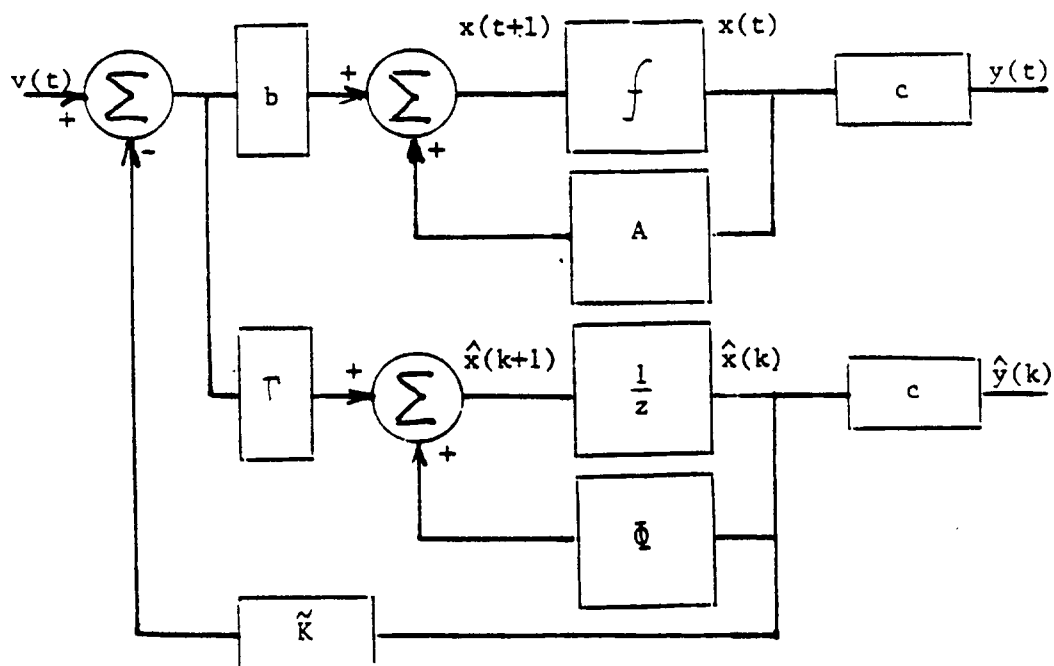 x(t+1)
x(t)
v(t)
+
∑
-
b
+
∑
+
∫
c
y(t)
A
Γ
+
∑
+
x̂(k+1)
1/z
x̂(k)
c
ŷ(k)
Φ
K̃